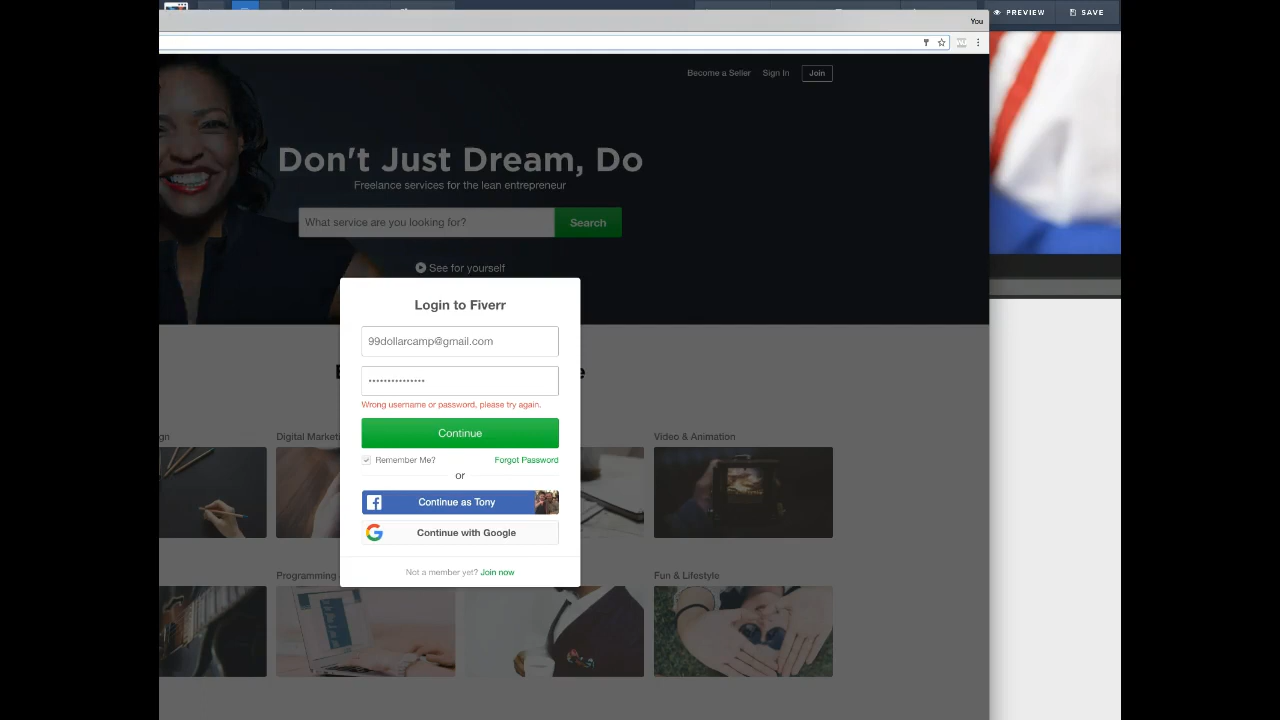 PREVIEW
SAVE
You
Become a Seller
Sign In
Join
Don't Just Dream, Do
Freelance services for the lean entrepreneur
What service are you looking for?
Search
See for yourself
Login to Fiverr
99dollarcamp@gmail.com
•••••••••••••••
Wrong username or password, please try again.
Continue
Remember Me?
Forgot Password
or
Continue as Tony
Continue with Google
Not a member yet? Join now
Video & Animation
Fun & Lifestyle